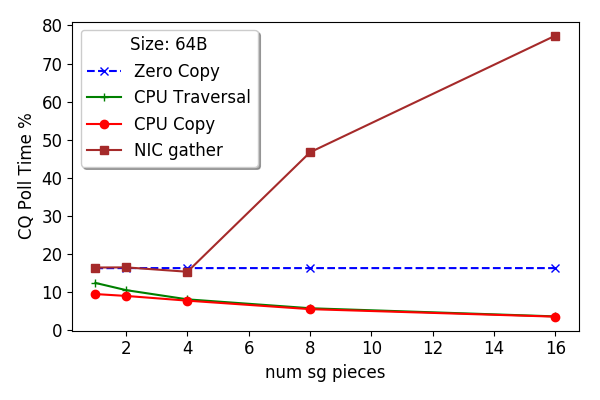 Size: 64B
Zero Copy
CPU Traversal
CPU Copy
NIC gather
CQ Poll Time %
80
70
60
50
40
30
20
10
0
2 4 6 8 10 12 14 16
num sg pieces